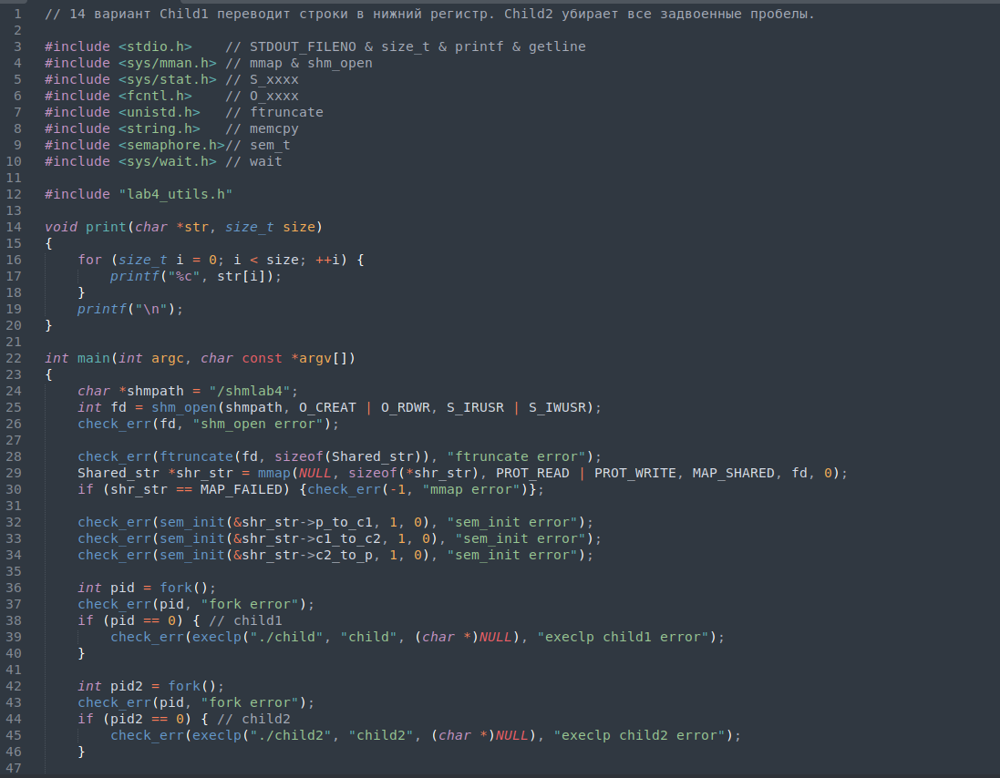 1 // 14 вариант Child1 переводит строки в нижний регистр. Child2 убирает все задвоенные пробелы.
2
3 #include <stdio.h>    // STDOUT_FILENO & size_t & printf & getline
4 #include <sys/mman.h> // mmap & shm_open
5 #include <sys/stat.h> // S_xxxx
6 #include <fcntl.h>    // O_xxxx
7 #include <unistd.h>   // ftruncate
8 #include <string.h>   // memcpy
9 #include <semaphore.h>// sem_t
10 #include <sys/wait.h> // wait
11
12 #include "lab4_utils.h"
13
14 void print(char *str, size_t size)
15 {
16     for (size_t i = 0; i < size; ++i) {
17         printf("%c", str[i]);
18     }
19     printf("\n");
20 }
21
22 int main(int argc, char const *argv[])
23 {
24     char *shmpath = "/shmlab4";
25     int fd = shm_open(shmpath, O_CREAT | O_RDWR, S_IRUSR | S_IWUSR);
26     check_err(fd, "shm_open error");
27
28     check_err(ftruncate(fd, sizeof(Shared_str)), "ftruncate error");
29     Shared_str *shr_str = mmap(NULL, sizeof(*shr_str), PROT_READ | PROT_WRITE, MAP_SHARED, fd, 0);
30     if (shr_str == MAP_FAILED) {check_err(-1, "mmap error")};
31
32     check_err(sem_init(&shr_str->p_to_c1, 1, 0), "sem_init error");
33     check_err(sem_init(&shr_str->c1_to_c2, 1, 0), "sem_init error");
34     check_err(sem_init(&shr_str->c2_to_p, 1, 0), "sem_init error");
35
36     int pid = fork();
37     check_err(pid, "fork error");
38     if (pid == 0) { // child1
39         check_err(execlp("./child", "child", (char *)NULL), "execlp child1 error");
40     }
41
42     int pid2 = fork();
43     check_err(pid, "fork error");
44     if (pid2 == 0) { // child2
45         check_err(execlp("./child2", "child2", (char *)NULL), "execlp child2 error");
46     }
47